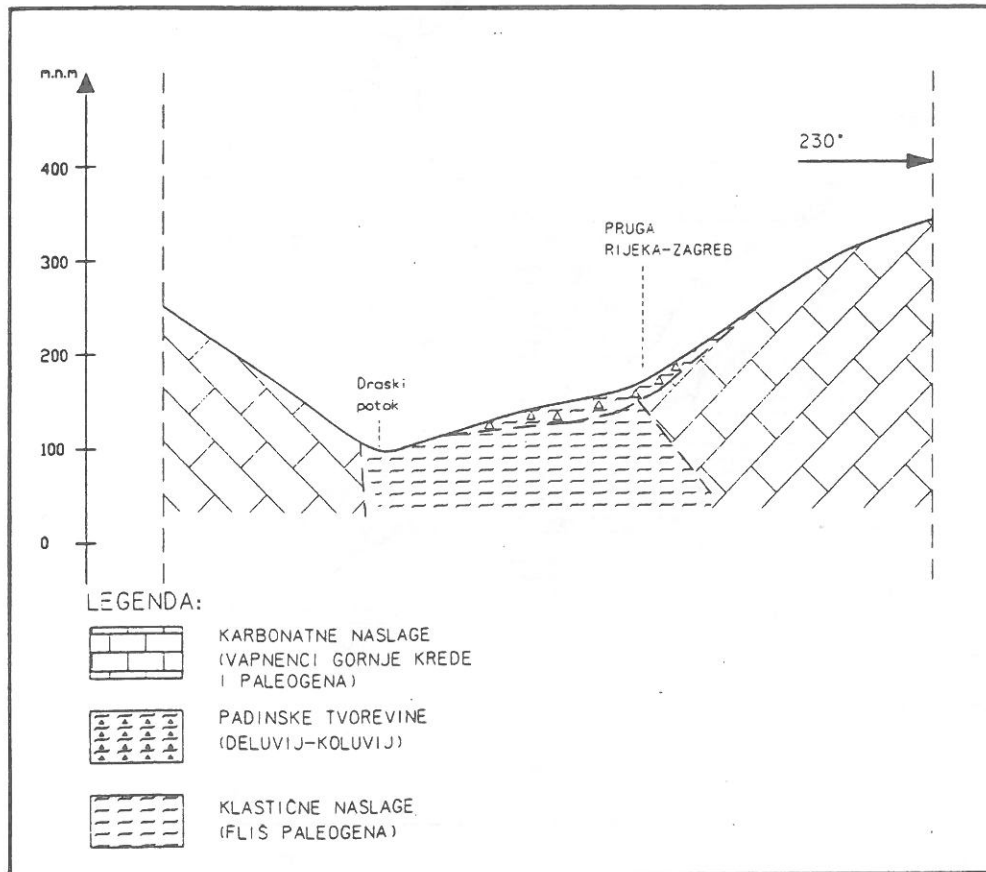 m.n.m
400
300
200
100
0
230°
PRUGA
RIJEKA-ZAGREB
Draski
potok
LEGENDA:
KARBONATNE NASLAGE
(VAPNENCI GORNJE KREDE
I PALEOGENA)
PADINSKE TVOREVINE
(DELUVIJ-KOLUVIJ)
KLASTIČNE NASLAGE
(FLIŠ PALEOGENA)